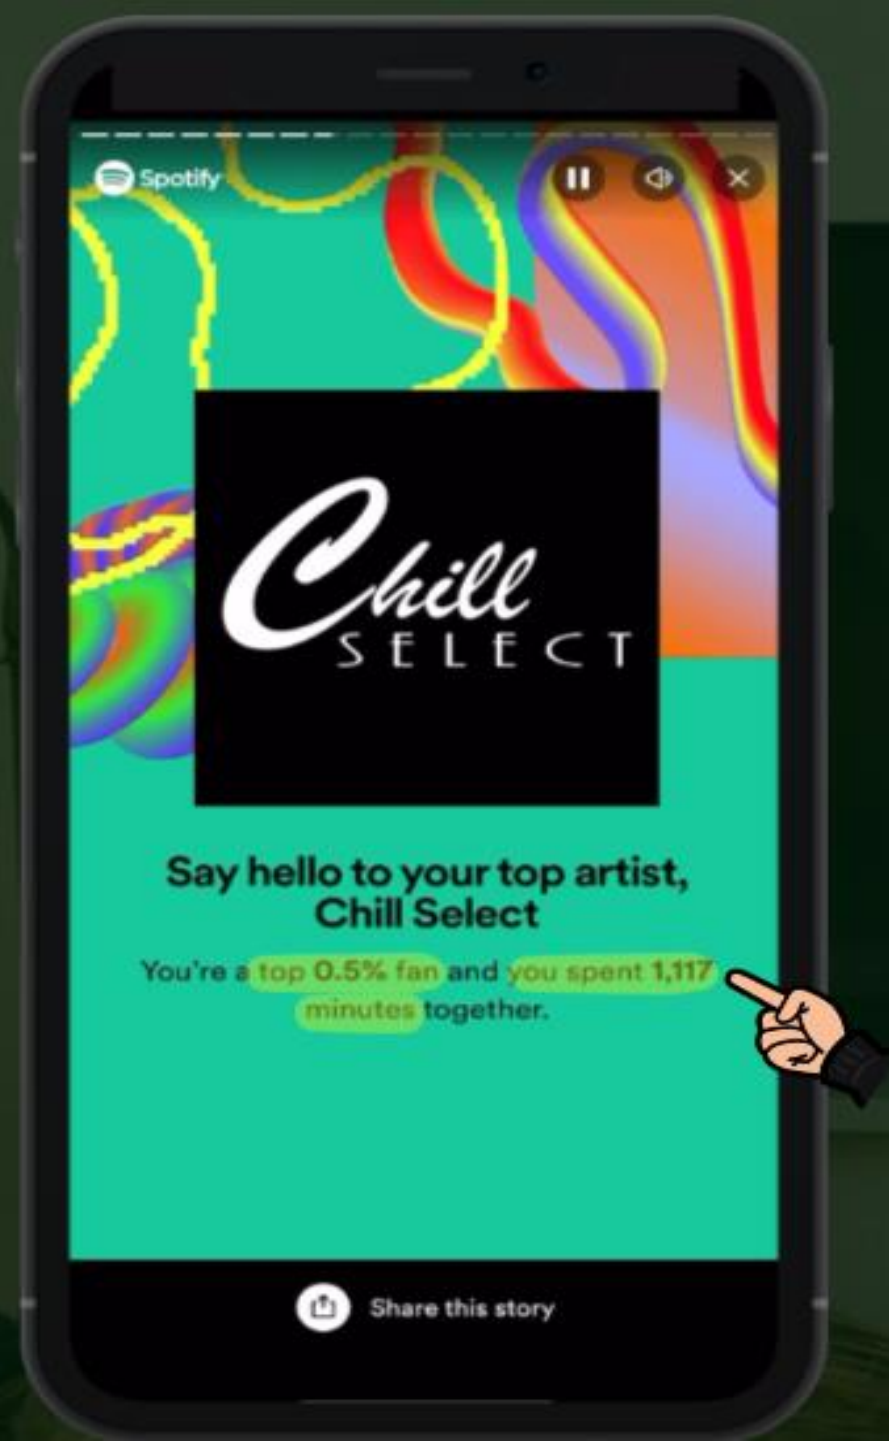 Spotify
Chill
SELECT
Say hello to your top artist,
Chill Select
You're a top 0.5% fan and you spent 1,117
minutes together.
Share this story